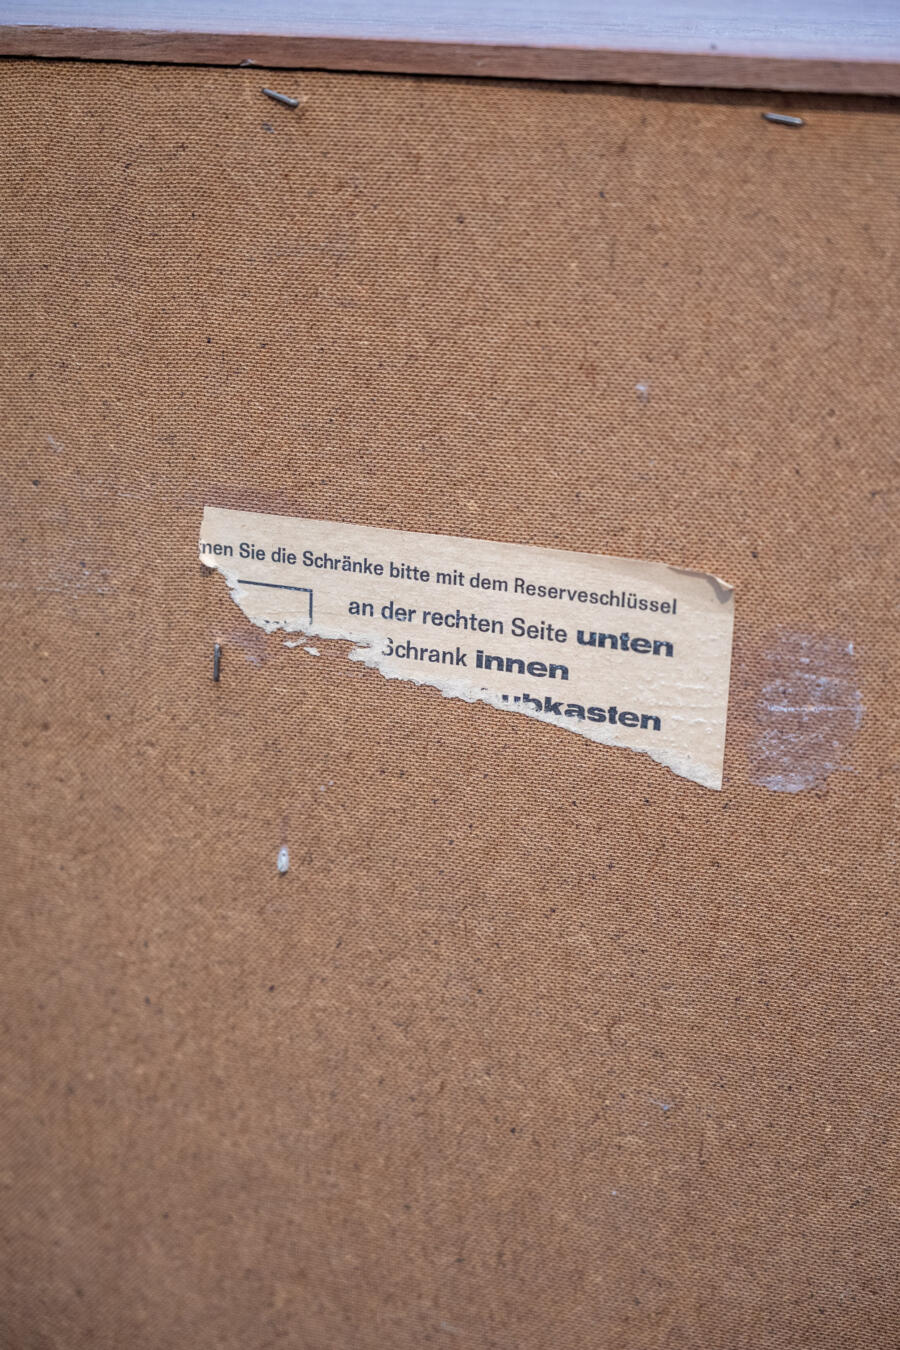 nen Sie die Schränke bitte mit dem Reserveschlüssel
an der rechten Seite unten
Schrank innen
ubkasten